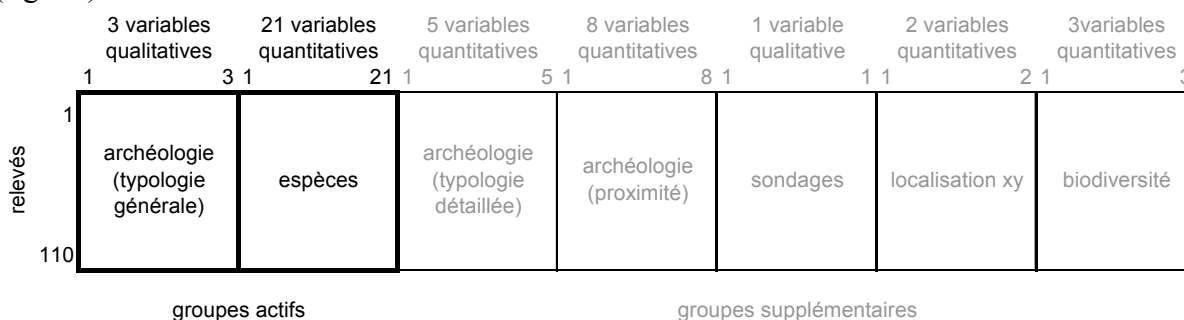 3 variables qualitatives
21 variables quantitatives
5 variables quantitatives
8 variables quantitatives
1 variable qualitative
2 variables quantitatives
3variables quantitatives
1 3 1 21 1 5 1 8 1 1 1 2 1
1
relevés
110
archéologie
(typologie
générale)
espèces
archéologie
(typologie
détaillée)
archéologie
(proximité)
sondages
localisation xy
biodiversité
groupes actifs
groupes supplémentaires